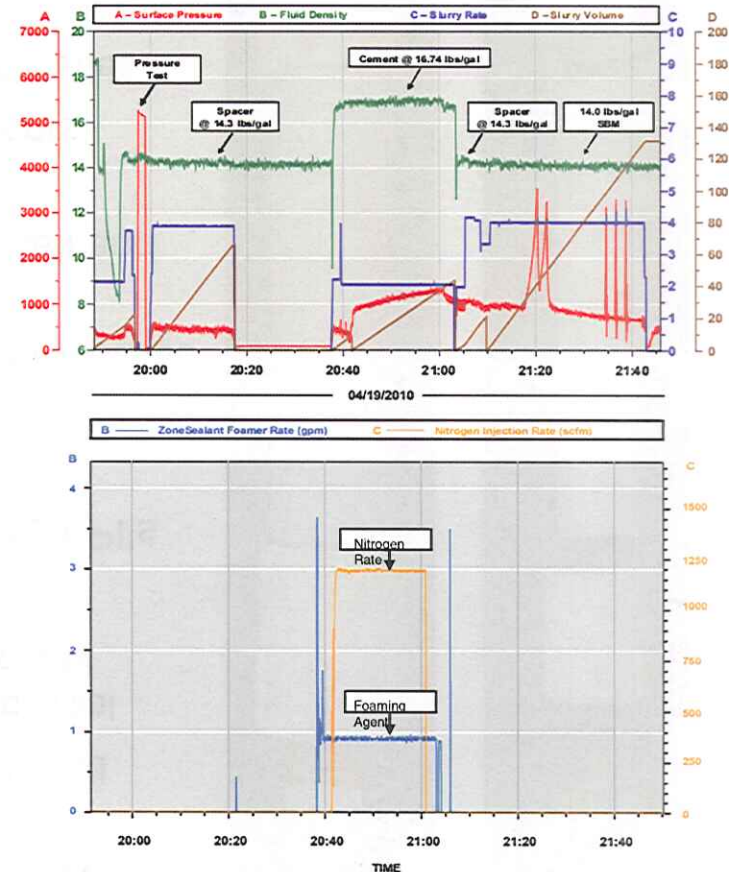 A B A – Surface Pressure B – Fluid Density C – Slurry Rate D – Slurry Volume C D
7000 20 10 200
6000 18 9 180
8 160
5000 16 7 140
4000 14 6 120
5 100
3000 12 4 80
2000 10 3 60
2 40
1000 8 1 20
0 6 0 0
Pressure
Test
Spacer
@ 14.3 lbs/gal
Cement @ 16.74 lbs/gal
Spacer
@ 14.3 lbs/gal
14.0 lbs/gal
SBM
20:00 20:20 20:40 21:00 21:20 21:40
04/19/2010
B ZoneSealant Foamer Rate (gpm) C Nitrogen Injection Rate (scfm)
B C
4
1500
3 1250
1000
2
750
1 500
250
0 0
Nitrogen
Rate
Foaming
Agent
20:00 20:20 20:40 21:00 21:20 21:40
TIME